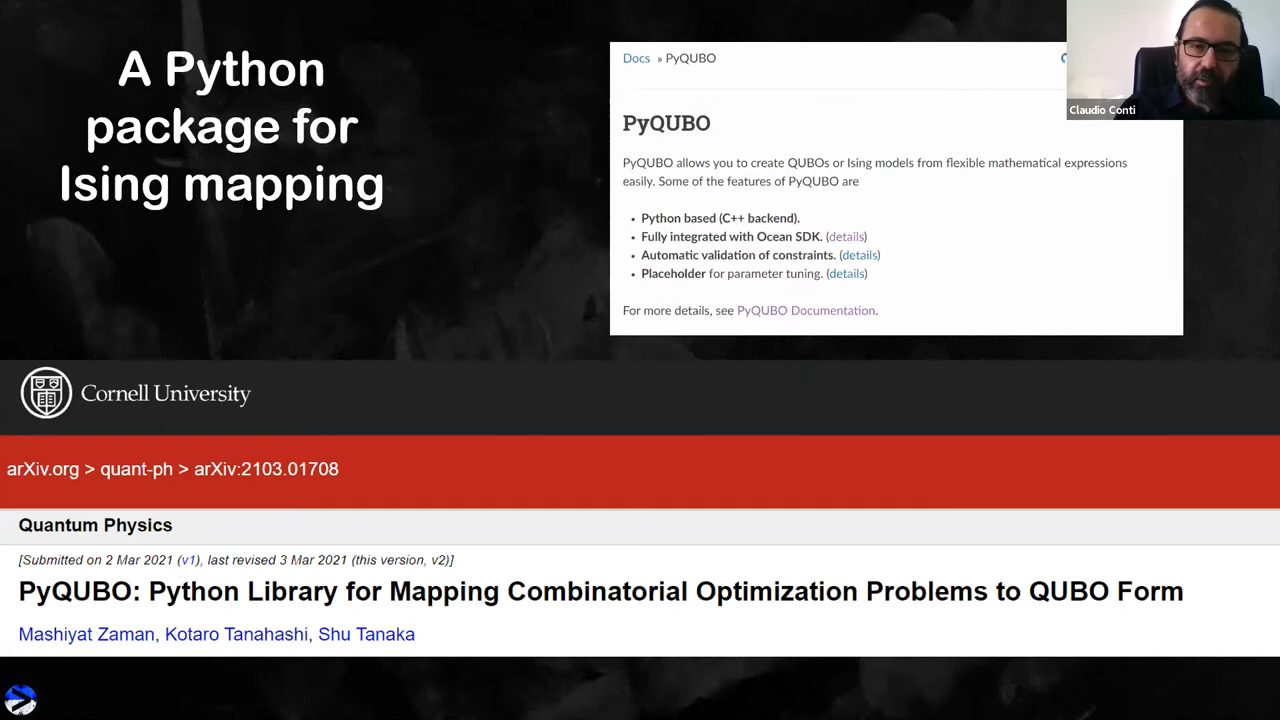 A Python
package for
Ising mapping
Docs » PyQUBO
Claudio Conti
PyQUBO
PyQUBO allows you to create QUBOs or Ising models from flexible mathematical expressions
easily. Some of the features of PyQUBO are
• Python based (C++ backend).
• Fully integrated with Ocean SDK. (details)
• Automatic validation of constraints. (details)
• Placeholder for parameter tuning. (details)
For more details, see PyQUBO Documentation.
Cornell University
arXiv.org > quant-ph > arXiv:2103.01708
Quantum Physics
[Submitted on 2 Mar 2021 (v1), last revised 3 Mar 2021 (this version, v2)]
PyQUBO: Python Library for Mapping Combinatorial Optimization Problems to QUBO Form
Mashiyat Zaman, Kotaro Tanahashi, Shu Tanaka